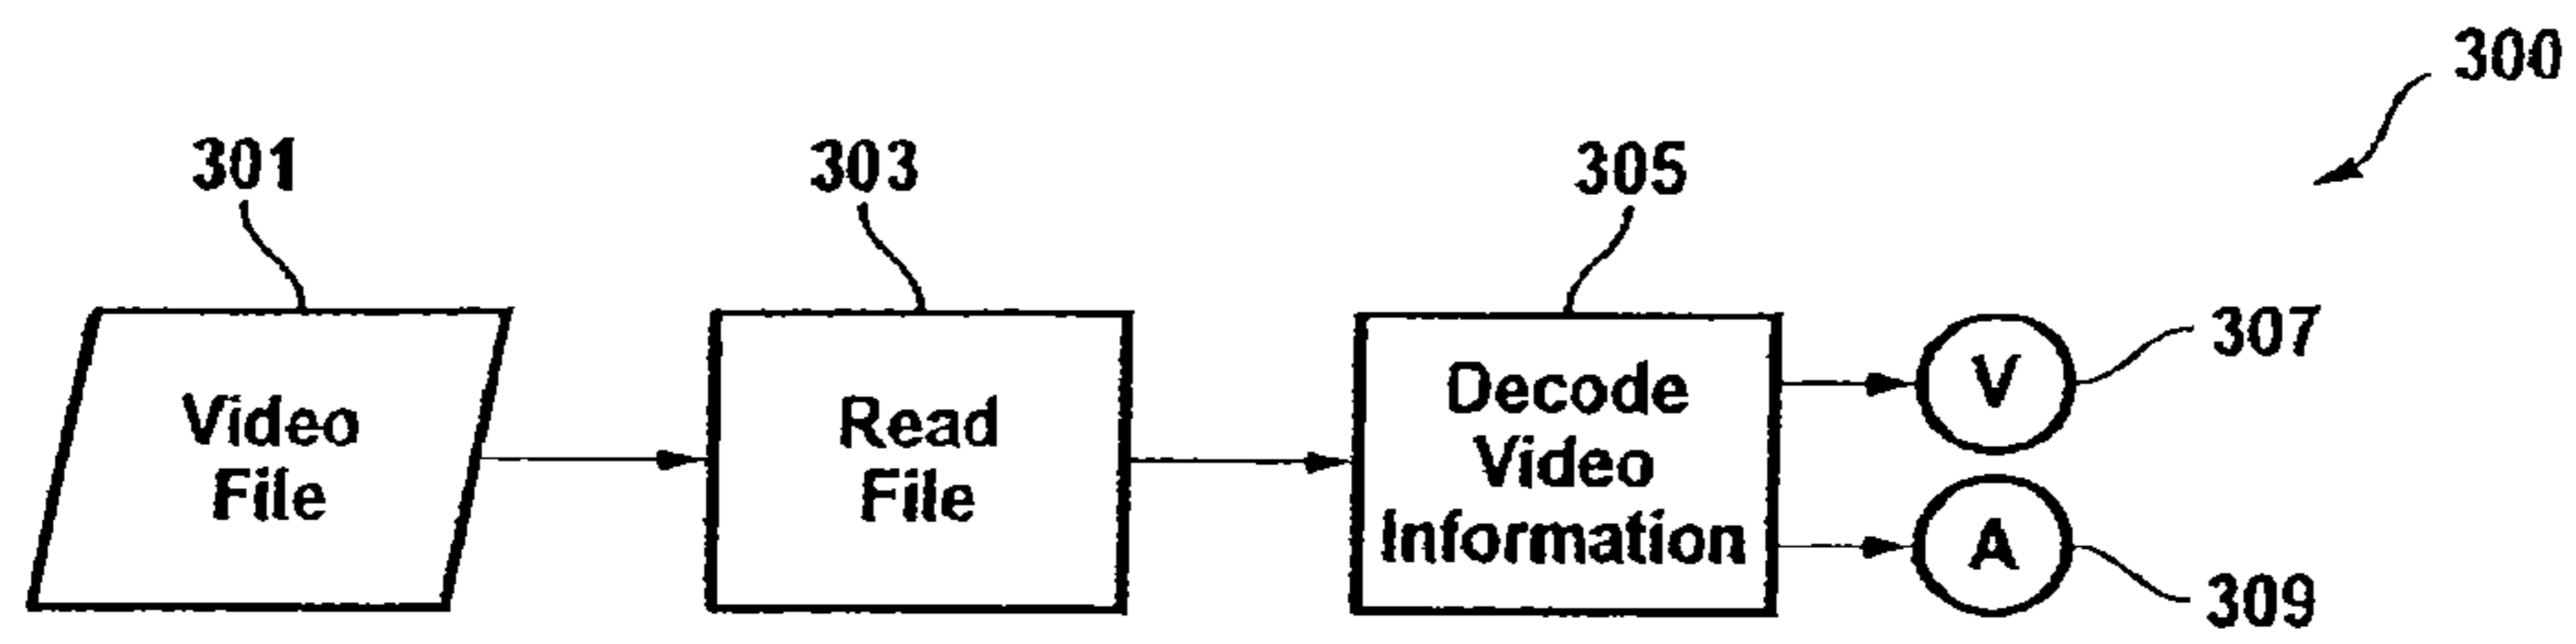 300
301
303
305
Video
File
Read
File
Decode
Video
Information
V
307
A
309